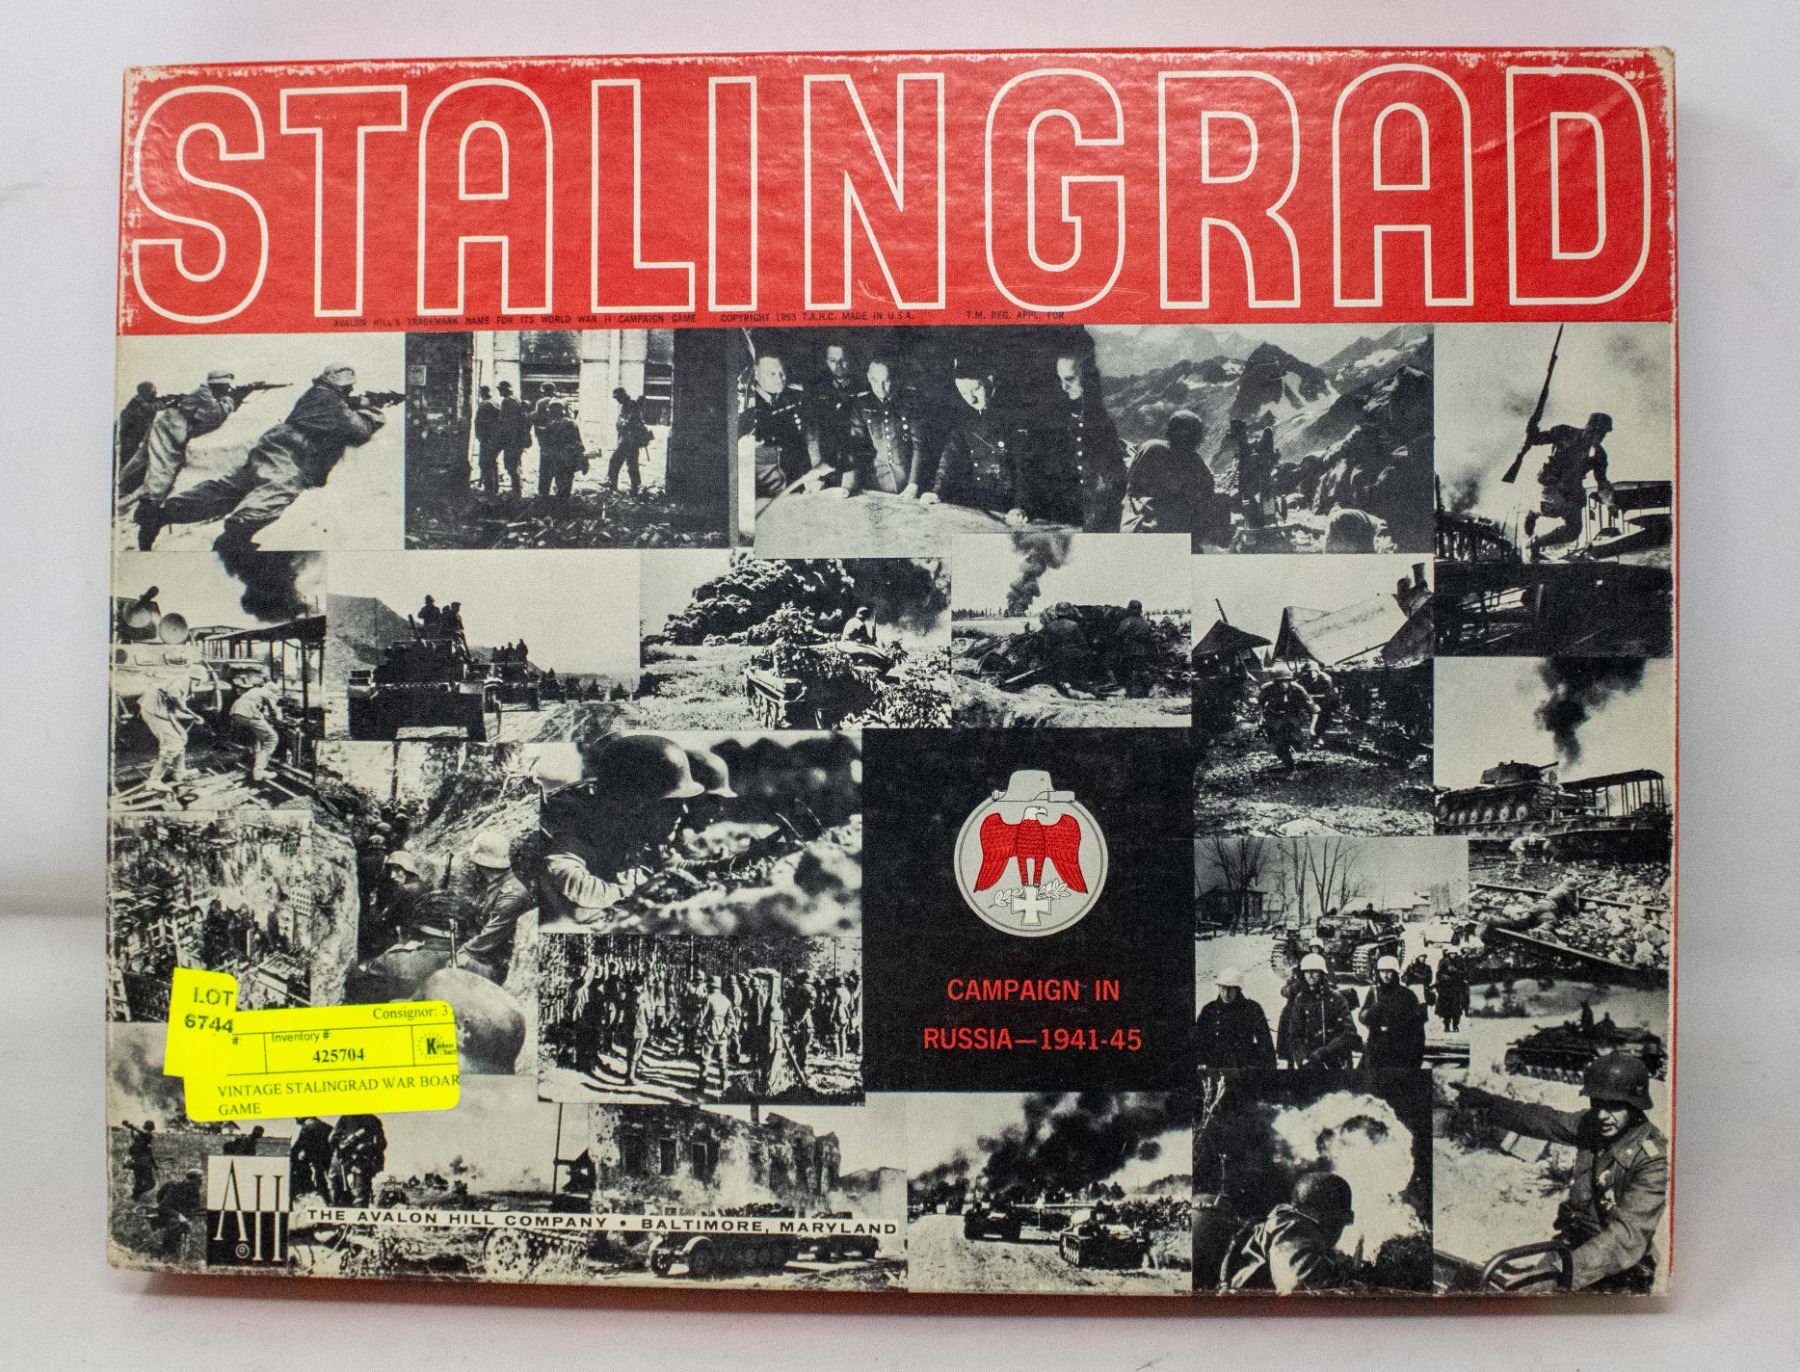 STALINGRAD
AVALON HILL'S TRADEMARK NAME FOR ITS WORLD WAR II CAMPAIGN GAME COPYRIGHT 1963 T.A.H.C. MADE IN U.S.A. T.M. REG. APPL. FOR
CAMPAIGN IN
RUSSIA—1941-45
LOT
6744
Consignor: 3
#
Inventory #
425704
VINTAGE STALINGRAD WAR BOAR
GAME
AH
THE AVALON HILL COMPANY • BALTIMORE, MARYLAND